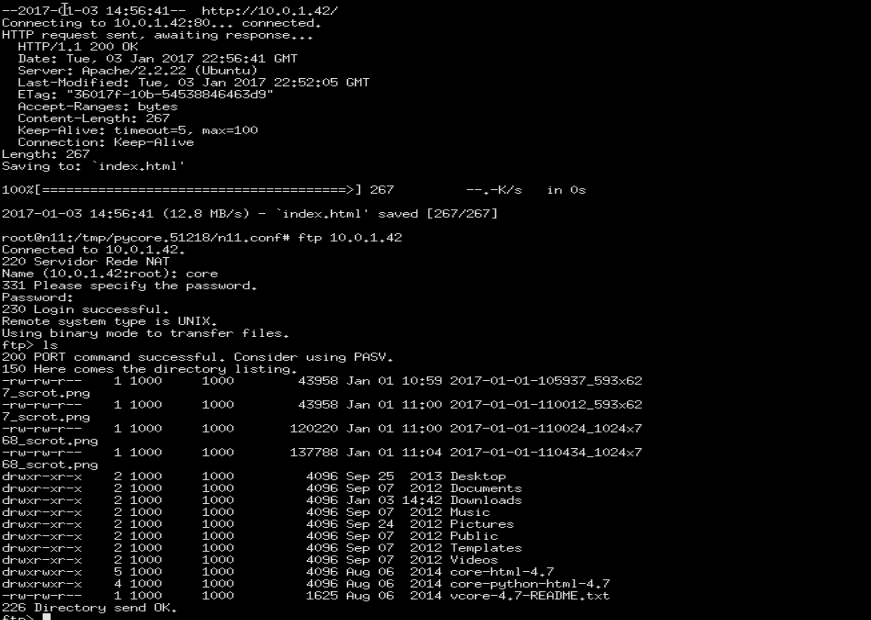 --2017-01-03 14:56:41--  http://10.0.1.42/
Connecting to 10.0.1.42:80... connected.
HTTP request sent, awaiting response...
  HTTP/1.1 200 OK
  Date: Tue, 03 Jan 2017 22:56:41 GMT
  Server: Apache/2.2.22 (Ubuntu)
  Last-Modified: Tue, 03 Jan 2017 22:52:05 GMT
  ETag: "36017f-10b-54538846463d9"
  Accept-Ranges: bytes
  Content-Length: 267
  Keep-Alive: timeout=5, max=100
  Connection: Keep-Alive
Length: 267
Saving to: `index.html'
100%[======================================>] 267         --.-K/s   in 0s
2017-01-03 14:56:41 (12.8 MB/s) - `index.html' saved [267/267]
root@n11:/tmp/pycore.51218/n11.conf# ftp 10.0.1.42
Connected to 10.0.1.42.
220 Servidor Rede NAT
Name (10.0.1.42:root): core
331 Please specify the password.
Password:
230 Login successful.
Remote system type is UNIX.
Using binary mode to transfer files.
ftp> ls
200 PORT command successful. Consider using PASV.
150 Here comes the directory listing.
-rw-rw-r--    1 1000     1000        43958 Jan 01 10:59 2017-01-01-105937_593x62
7_scrot.png
-rw-rw-r--    1 1000     1000        43958 Jan 01 11:00 2017-01-01-110012_593x62
7_scrot.png
-rw-rw-r--    1 1000     1000       120220 Jan 01 11:00 2017-01-01-110024_1024x7
68_scrot.png
-rw-rw-r--    1 1000     1000       137788 Jan 01 11:04 2017-01-01-110434_1024x7
68_scrot.png
drwxr-xr-x    2 1000     1000         4096 Sep 25  2013 Desktop
drwxr-xr-x    2 1000     1000         4096 Sep 07  2012 Documents
drwxr-xr-x    2 1000     1000         4096 Jan 03 14:42 Downloads
drwxr-xr-x    2 1000     1000         4096 Sep 07  2012 Music
drwxr-xr-x    2 1000     1000         4096 Sep 24  2012 Pictures
drwxr-xr-x    2 1000     1000         4096 Sep 07  2012 Public
drwxr-xr-x    2 1000     1000         4096 Sep 07  2012 Templates
drwxr-xr-x    2 1000     1000         4096 Sep 07  2012 Videos
drwxrwxr-x    5 1000     1000         4096 Aug 06  2014 core-html-4.7
drwxrwxr-x    4 1000     1000         4096 Aug 06  2014 core-python-html-4.7
-rw-rw-r--    1 1000     1000         1625 Aug 06  2014 vcore-4.7-README.txt
226 Directory send OK.
ftp>